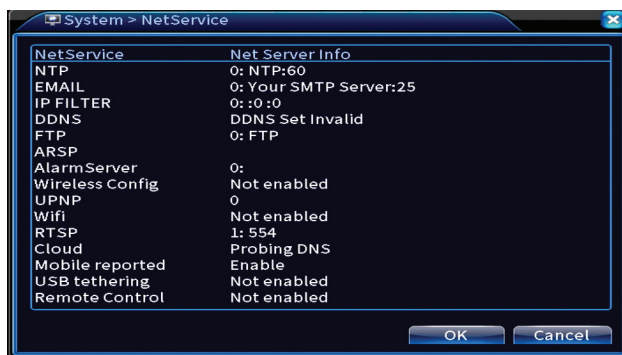 System > NetService
NetService Net Server Info
NTP 0: NTP:60
EMAIL 0: Your SMTP Server:25
IP FILTER 0: :0 :0
DDNS DDNS Set Invalid
FTP 0: FTP
ARSP
AlarmServer 0:
Wireless Config Not enabled
UPNP 0
Wifi Not enabled
RTSP 1: 554
Cloud Probing DNS
Mobile reported Enable
USB tethering Not enabled
Remote Control Not enabled
OK Cancel